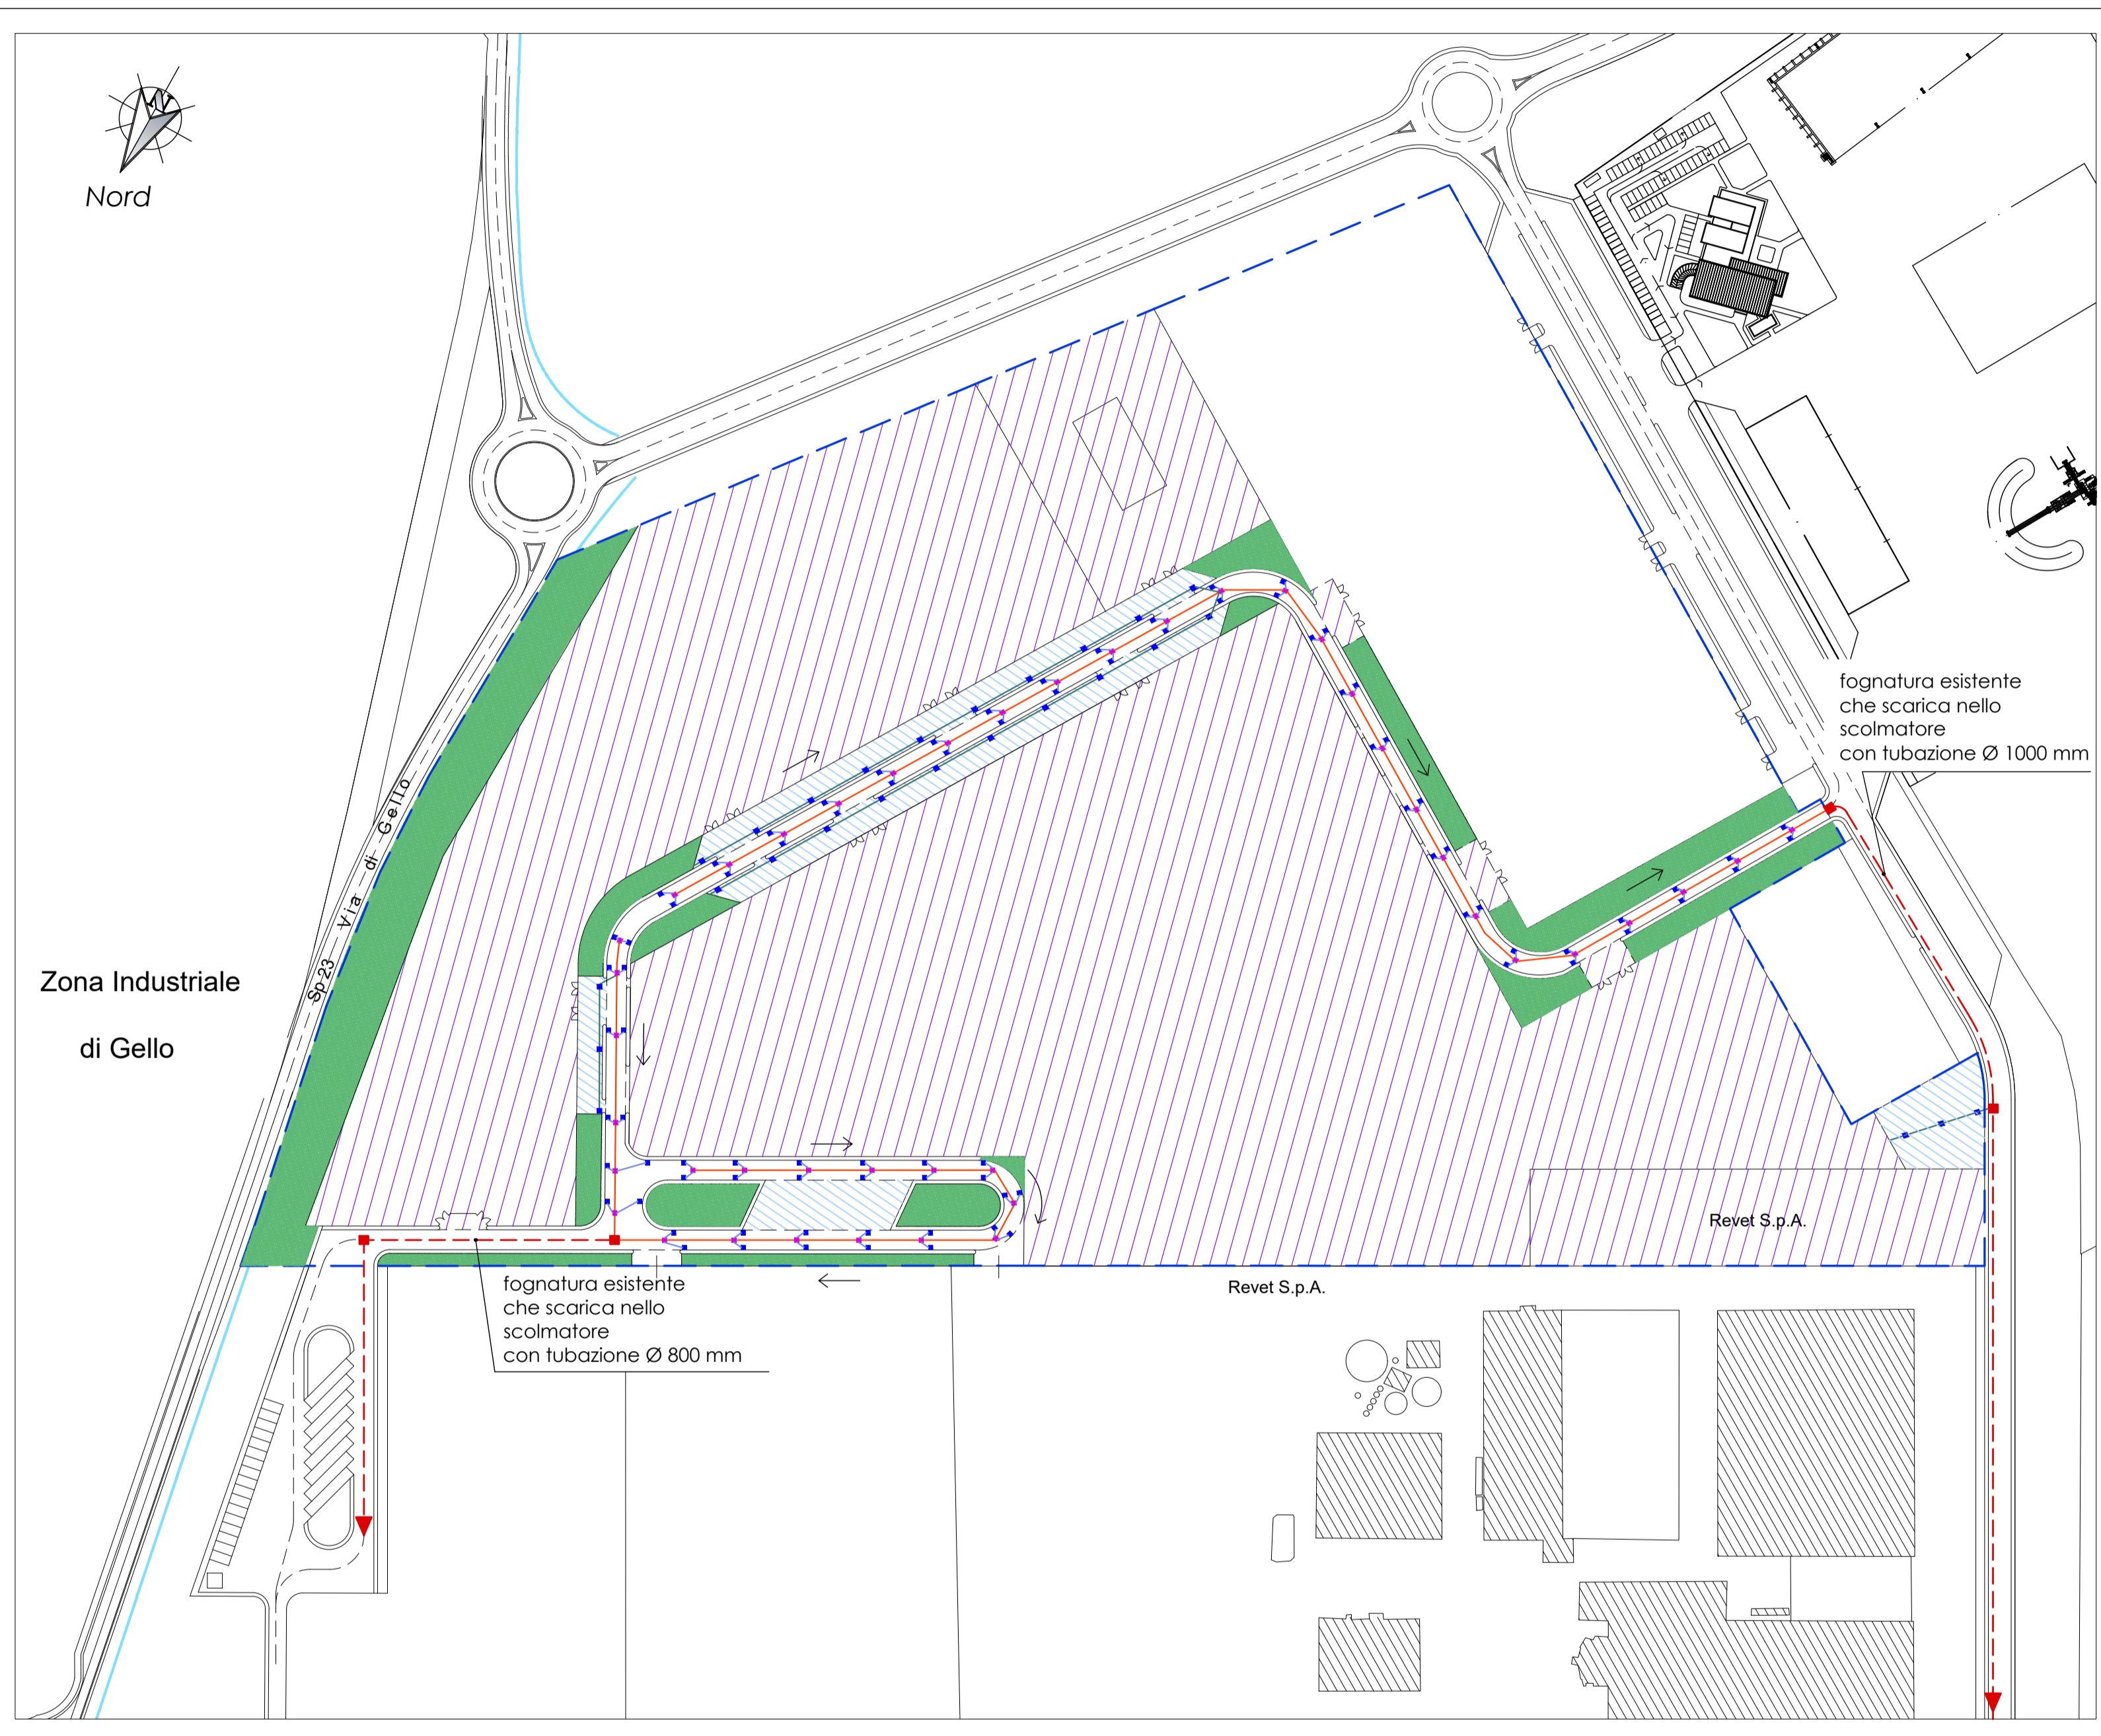 N
Nord
fognatura esistente
che scarica nello
scolmatore
con tubazione Ø 1000 mm
Sp 23 Via di Gello
Zona Industriale
di Gello
Revet S.p.A.
Revet S.p.A.
fognatura esistente
che scarica nello
scolmatore
con tubazione Ø 800 mm